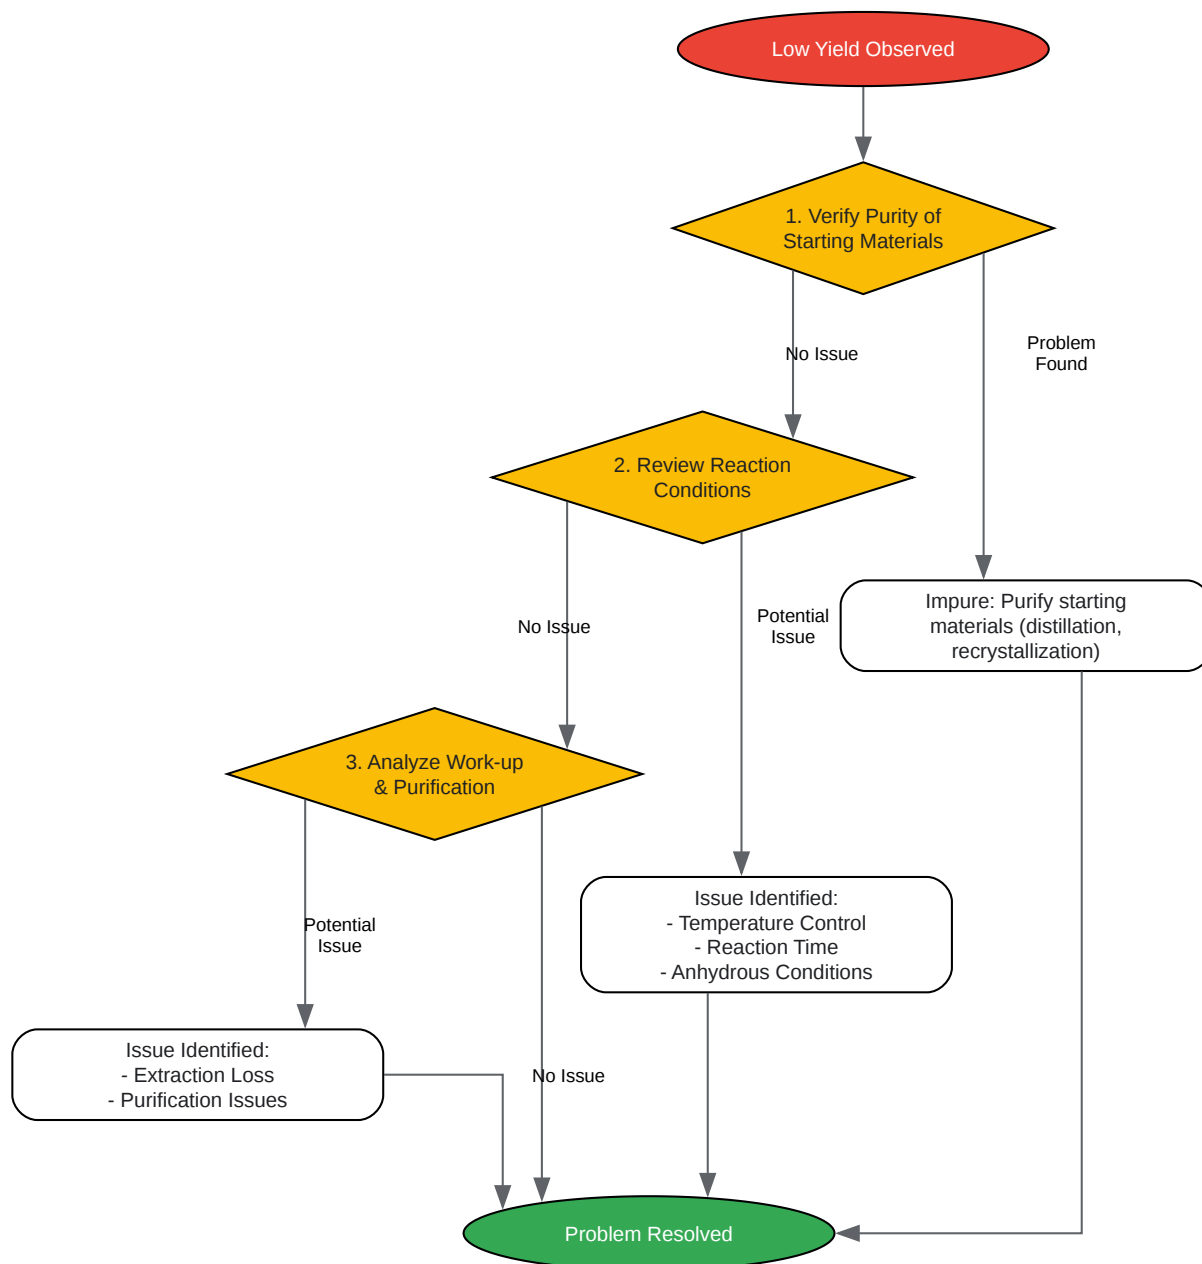 Low Yield Observed
1. Verify Purity of
Starting Materials
No Issue
Problem
Found
2. Review Reaction
Conditions
No Issue
Potential
Issue
Impure: Purify starting
materials (distillation,
recrystallization)
3. Analyze Work-up
& Purification
Potential
Issue
Issue Identified:
- Temperature Control
- Reaction Time
- Anhydrous Conditions
Issue Identified:
- Extraction Loss
- Purification Issues
No Issue
Problem Resolved